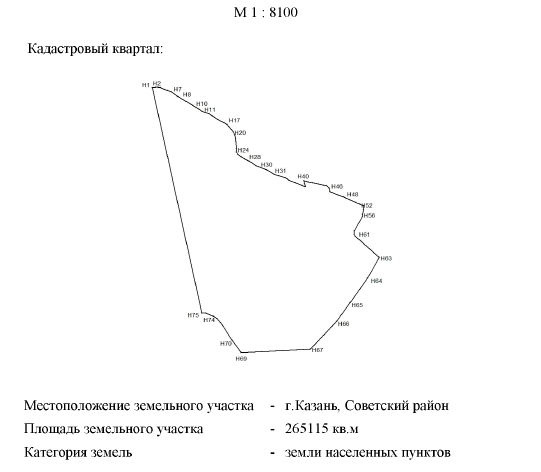 М 1 : 8100
Кадастровый квартал:
Н1 Н2
Н7
Н8
Н10
Н11
Н17
Н20
Н24
Н28
Н30
Н31
Н40
Н46
Н48
Н52
Н56
Н61
Н63
Н64
Н65
Н66
Н67
Н69
Н70
Н74
Н75
Местоположение земельного участка - г.Казань, Советский район
Площадь земельного участка - 265115 кв.м
Категория земель - земли населенных пунктов